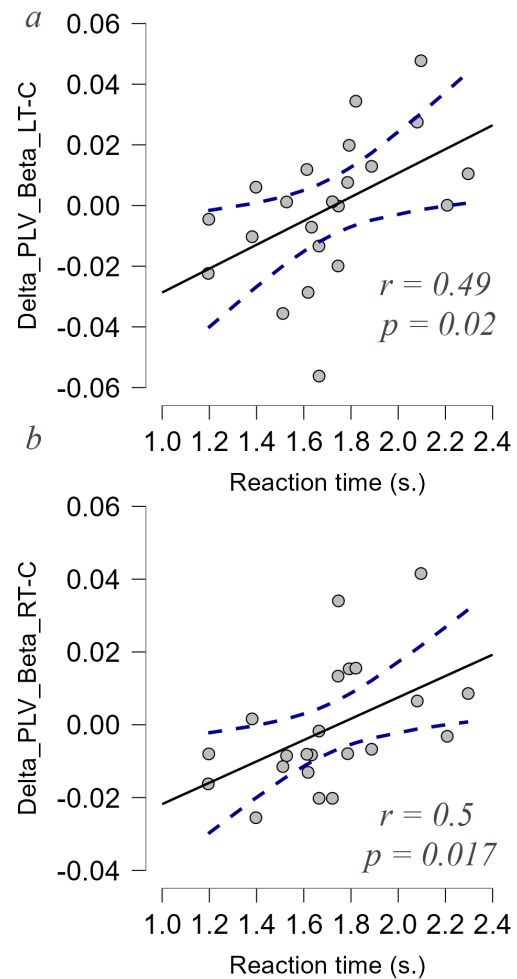 a
Delta_PLV_Beta_LT-C
0.06
0.04
0.02
0.00
-0.02
-0.04
-0.06
r = 0.49
p = 0.02
1.0 1.2 1.4 1.6 1.8 2.0 2.2 2.4
Reaction time (s.)
b
Delta_PLV_Beta_RT-C
0.06
0.04
0.02
0.00
-0.02
-0.04
r = 0.5
p = 0.017
1.0 1.2 1.4 1.6 1.8 2.0 2.2 2.4
Reaction time (s.)